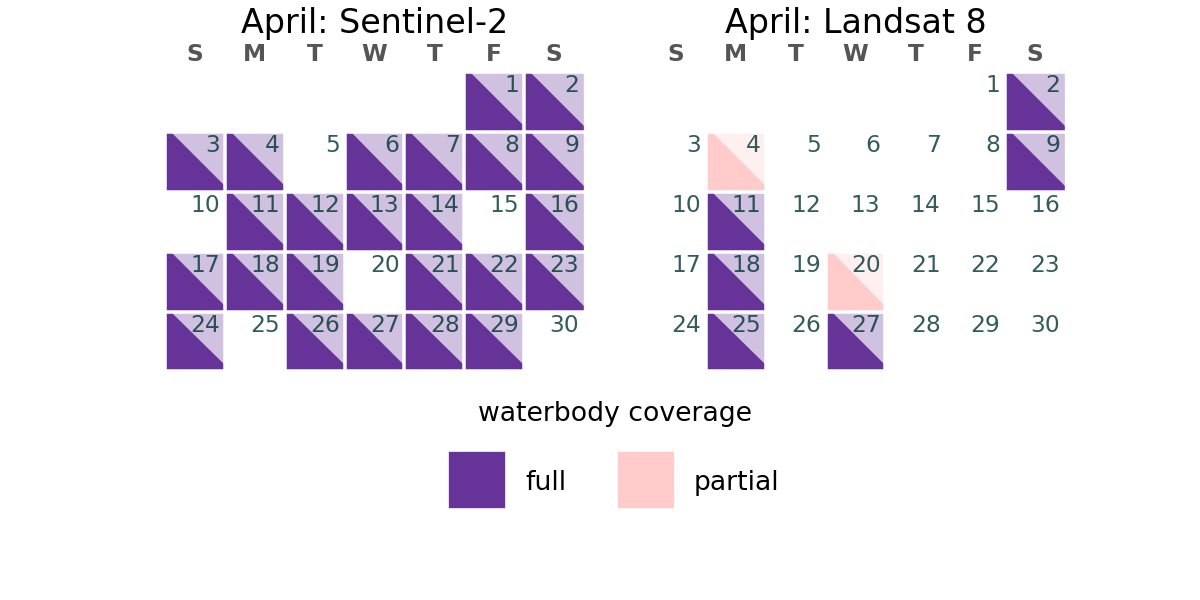 April: Sentinel-2
S M T W T F S
1 2
3 4 5 6 7 8 9
10 11 12 13 14 15 16
17 18 19 20 21 22 23
24 25 26 27 28 29 30
April: Landsat 8
S M T W T F S
1 2
3 4 5 6 7 8 9
10 11 12 13 14 15 16
17 18 19 20 21 22 23
24 25 26 27 28 29 30
waterbody coverage
full
partial